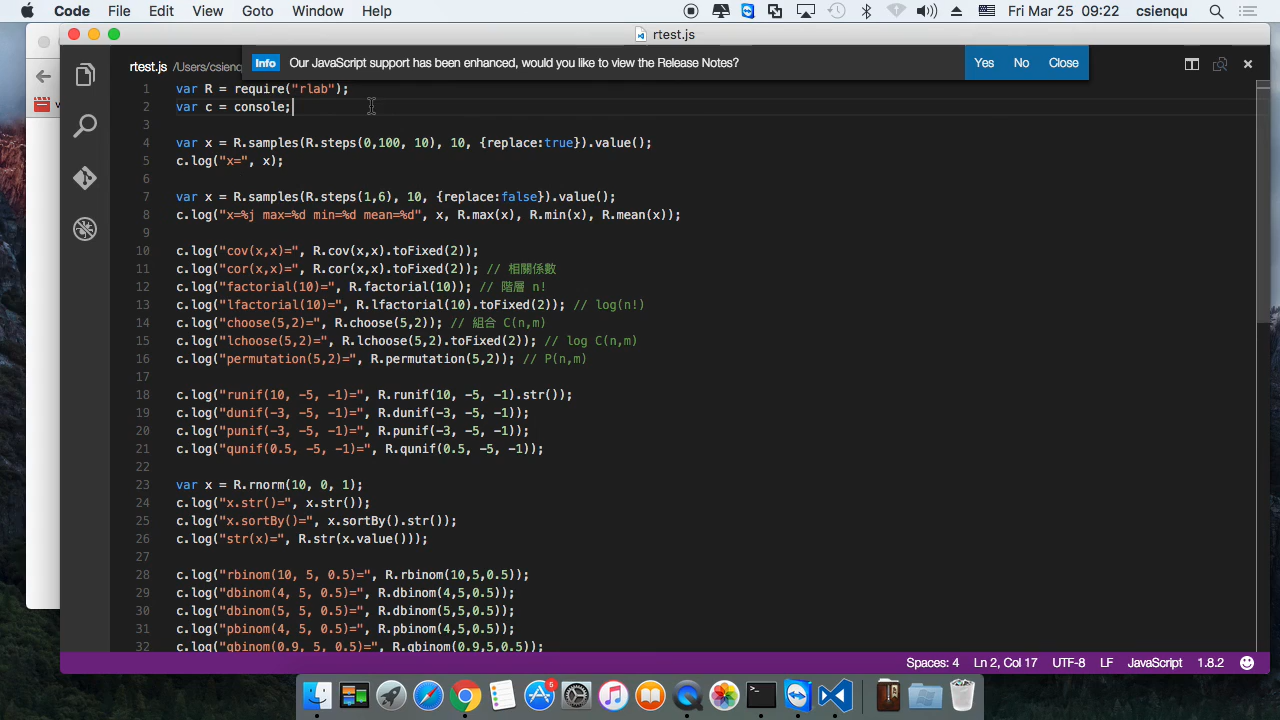 Code File Edit View Goto Window Help Fri Mar 25 09:22 csienqu
rtest.js
rtest.js /Users/csienq
Info Our JavaScript support has been enhanced, would you like to view the Release Notes? Yes No Close
1 var R = require("rlab");
2 var c = console;
3
4 var x = R.samples(R.steps(0,100, 10), 10, {replace:true}).value();
5 c.log("x=", x);
6
7 var x = R.samples(R.steps(1,6), 10, {replace:false}).value();
8 c.log("x=%j max=%d min=%d mean=%d", x, R.max(x), R.min(x), R.mean(x));
9
10 c.log("cov(x,x)=", R.cov(x,x).toFixed(2));
11 c.log("cor(x,x)=", R.cor(x,x).toFixed(2)); // 相關係數
12 c.log("factorial(10)=", R.factorial(10)); // 階層 n!
13 c.log("lfactorial(10)=", R.lfactorial(10).toFixed(2)); // log(n!)
14 c.log("choose(5,2)=", R.choose(5,2)); // 組合 C(n,m)
15 c.log("lchoose(5,2)=", R.lchoose(5,2).toFixed(2)); // log C(n,m)
16 c.log("permutation(5,2)=", R.permutation(5,2)); // P(n,m)
17
18 c.log("runif(10, -5, -1)=", R.runif(10, -5, -1).str());
19 c.log("dunif(-3, -5, -1)=", R.dunif(-3, -5, -1));
20 c.log("punif(-3, -5, -1)=", R.punif(-3, -5, -1));
21 c.log("qunif(0.5, -5, -1)=", R.qunif(0.5, -5, -1));
22
23 var x = R.rnorm(10, 0, 1);
24 c.log("x.str()=", x.str());
25 c.log("x.sortBy()=", x.sortBy().str());
26 c.log("str(x)=", R.str(x.value()));
27
28 c.log("rbinom(10, 5, 0.5)=", R.rbinom(10,5,0.5));
29 c.log("dbinom(4, 5, 0.5)=", R.dbinom(4,5,0.5));
30 c.log("dbinom(5, 5, 0.5)=", R.dbinom(5,5,0.5));
31 c.log("pbinom(4, 5, 0.5)=", R.pbinom(4,5,0.5));
32 c.log("qbinom(0.9, 5, 0.5)=", R.qbinom(0.9,5,0.5));
Spaces: 4 Ln 2, Col 17 UTF-8 LF JavaScript 1.8.2
6